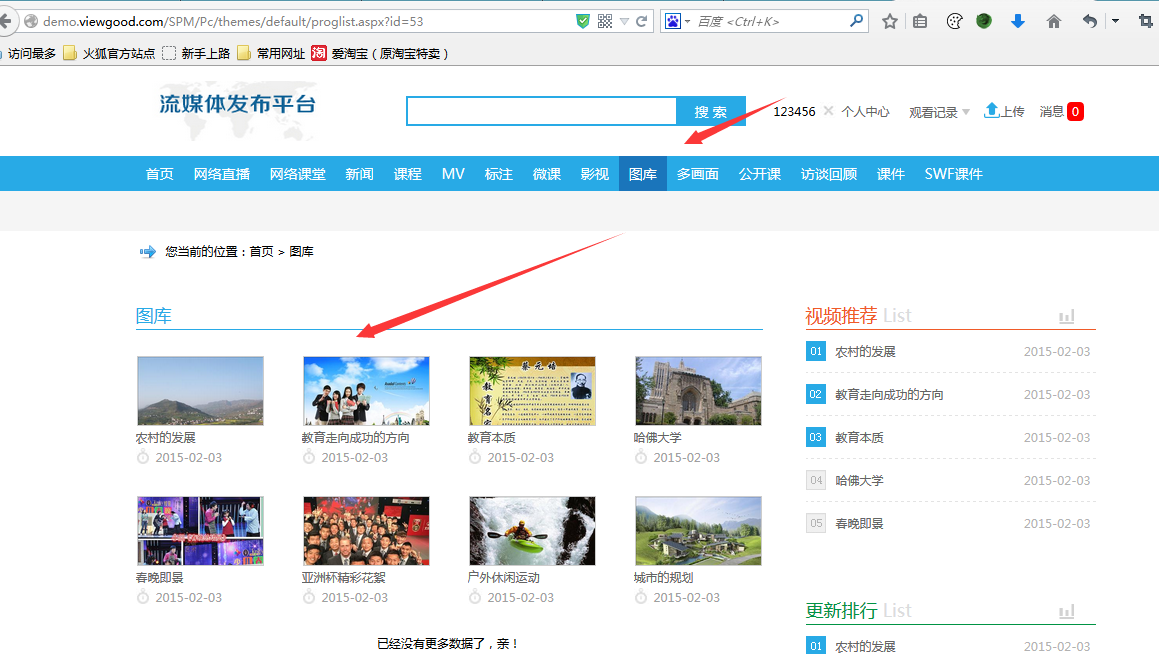 demo.viewgood.com/SPM/Pc/themes/default/proglist.aspx?id=53
百度 <Ctrl+K>
访问最多 火狐官方站点 新手上路 常用网址 淘 爱淘宝（原淘宝特卖）
流媒体发布平台
搜 索
123456 个人中心 观看记录 上传 消息 0
首页 网络直播 网络课堂 新闻 课程 MV 标注 微课 影视 图库 多画面 公开课 访谈回顾 课件 SWF课件
您当前的位置：首页 > 图库
图库
蔡元培
农村的发展 教育走向成功的方向 教育本质 哈佛大学
2015-02-03 2015-02-03 2015-02-03 2015-02-03
春晚即景 亚洲杯精彩花絮 户外休闲运动 城市的规划
2015-02-03 2015-02-03 2015-02-03 2015-02-03
已经没有更多数据了，亲！
视频推荐 List
01 农村的发展 2015-02-03
02 教育走向成功的方向 2015-02-03
03 教育本质 2015-02-03
04 哈佛大学 2015-02-03
05 春晚即景 2015-02-03
更新排行 List
01 农村的发展 2015-02-03